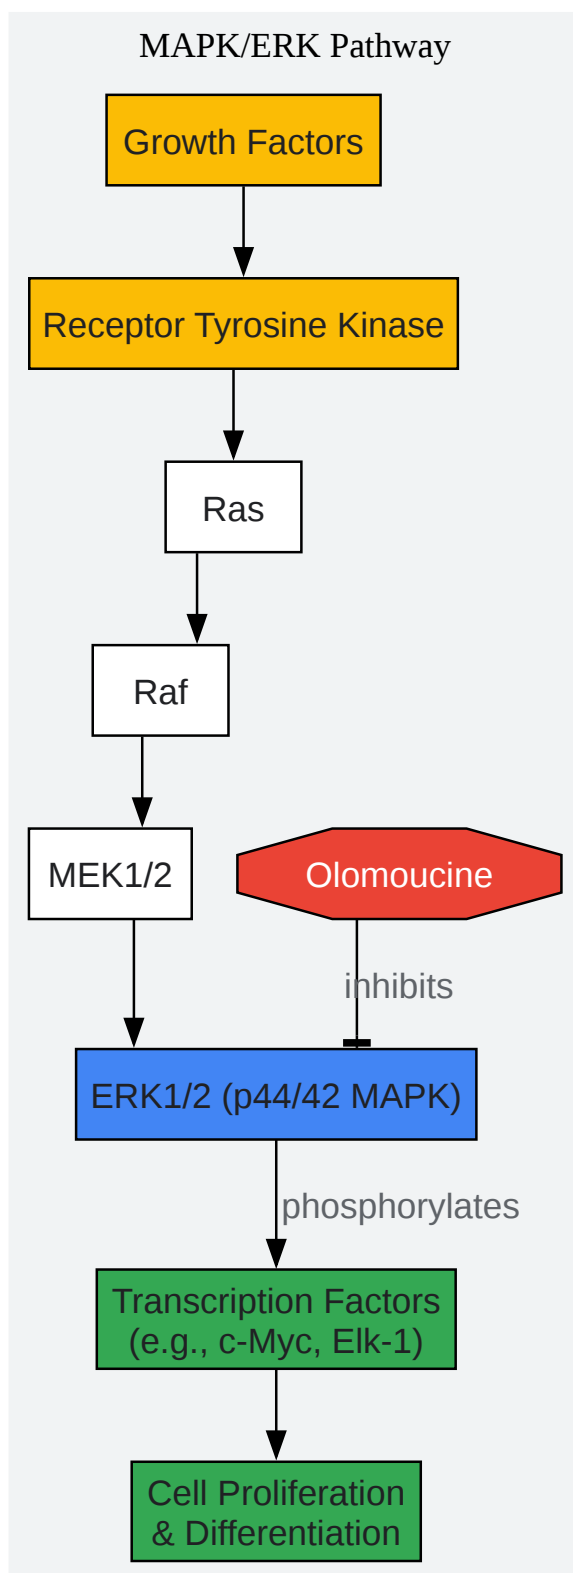 MAPK/ERK Pathway
Growth Factors
Receptor Tyrosine Kinase
Ras
Raf
MEK1/2
Olomoucine
inhibits
ERK1/2 (p44/42 MAPK)
phosphorylates
Transcription Factors
(e.g., c-Myc, Elk-1)
Cell Proliferation
& Differentiation